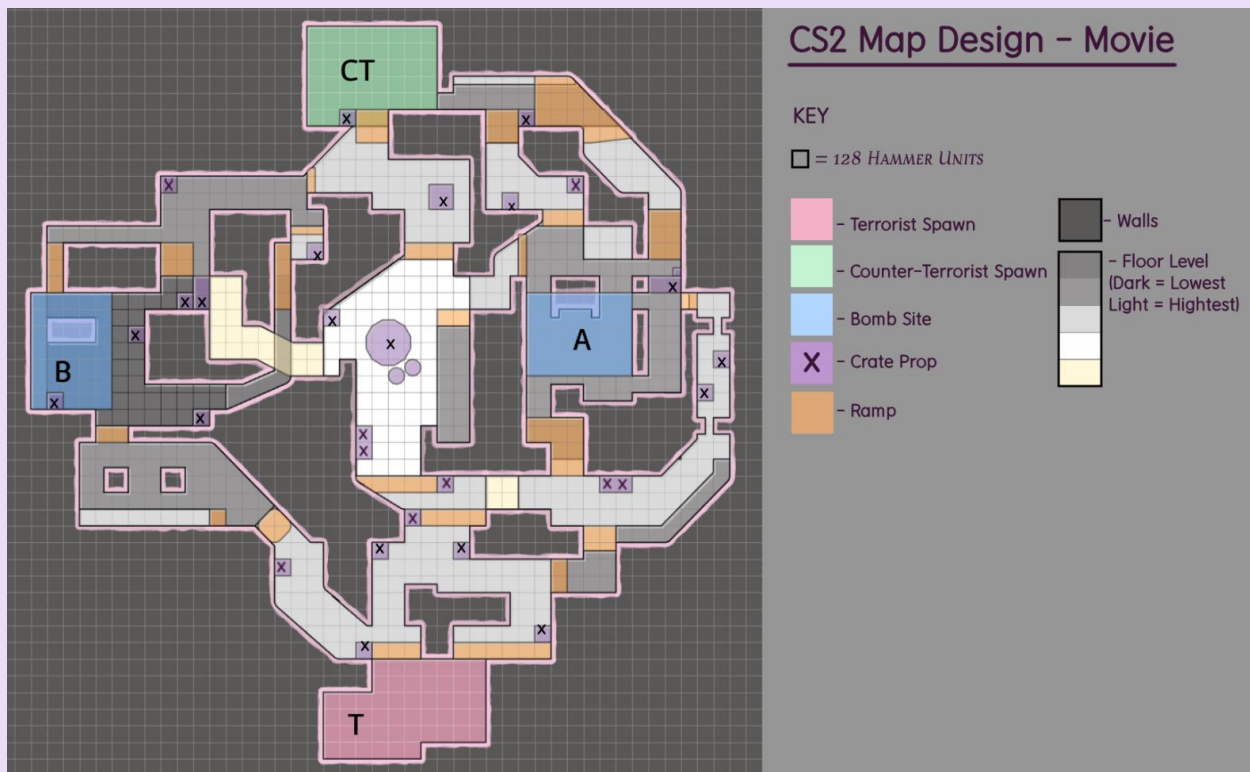 CS2 Map Design - Movie
KEY
= 128 HAMMER UNITS
- Terrorist Spawn
- Counter-Terrorist Spawn
- Bomb Site
X - Crate Prop
- Ramp
- Walls
- Floor Level
(Dark = Lowest
Light = Hightest)
CT
A
B
T